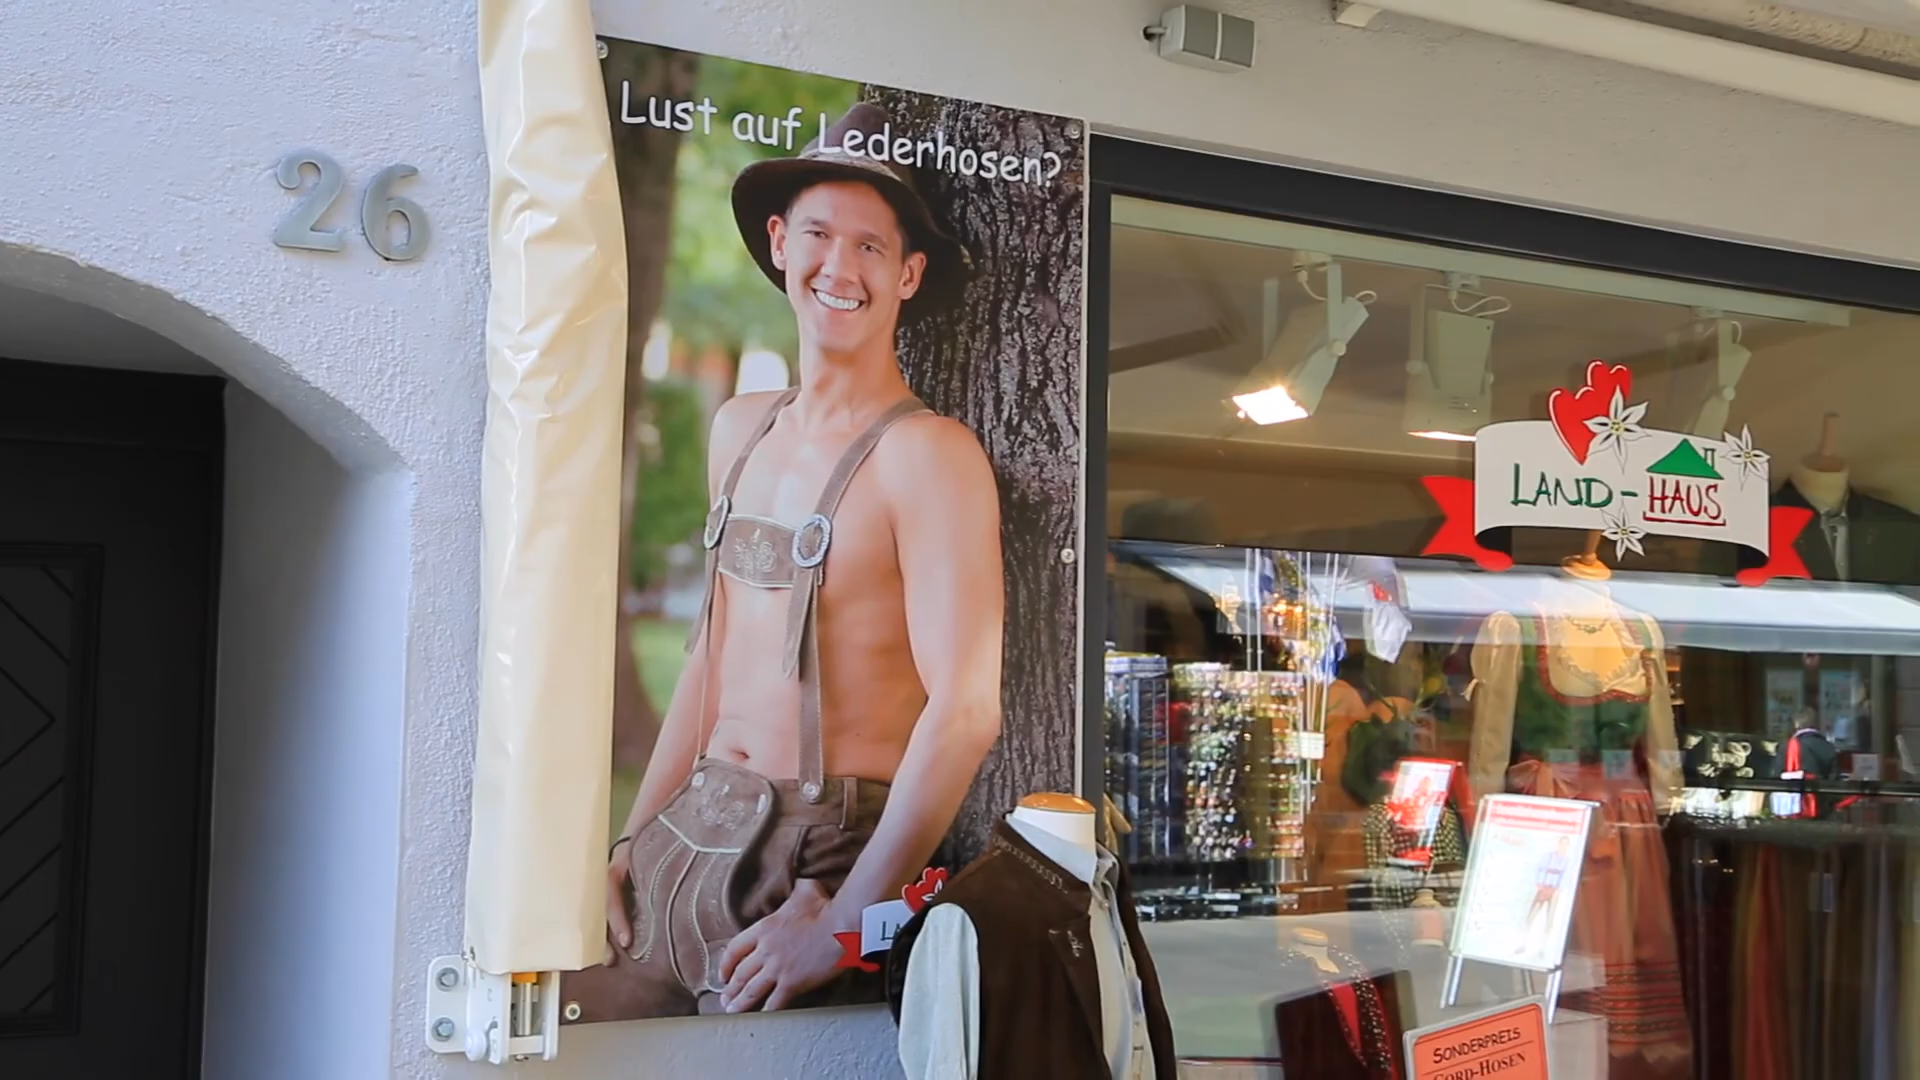 26
Lust auf Lederhosen?
LAND-HAUS
SONDERPREIS
CORD-HOSEN